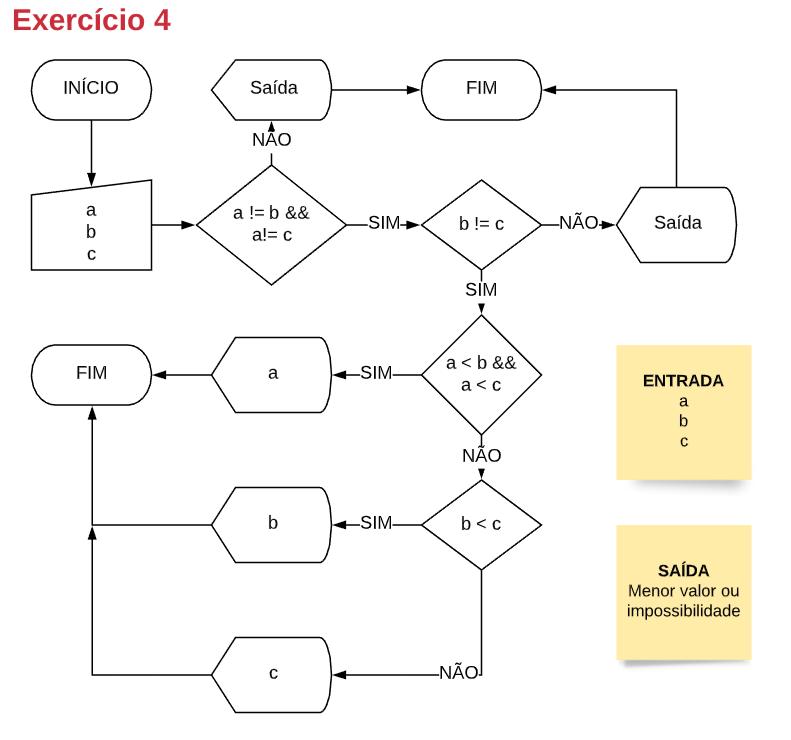 Exercício 4
INÍCIO
Saída
FIM
NÃO
a
b
c
a != b &&
a!= c
SIM
b != c
NÃO
Saída
SIM
FIM
a
SIM
a < b &&
a < c
ENTRADA
a
b
c
NÃO
b
SIM
b < c
SAÍDA
Menor valor ou
impossibilidade
c
NÃO